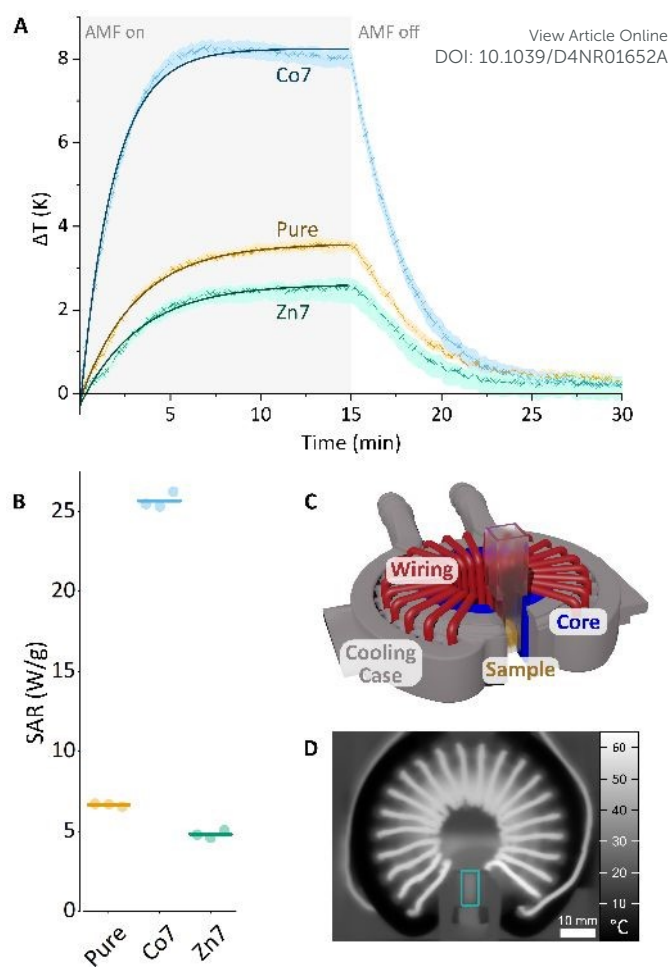 View Article Online
DOI: 10.1039/D4NR01652A
A
AMF on
AMF off
8
6
4
2
0
ΔT (K)
Co7
Pure
Zn7
5
10
15
20
25
30
Time (min)
B
25
20
15
10
5
0
SAR (W/g)
Pure
Co7
Zn7
C
Wiring
Core
Cooling
Case
Sample
D
60
50
40
30
20
10
°C
10 mm